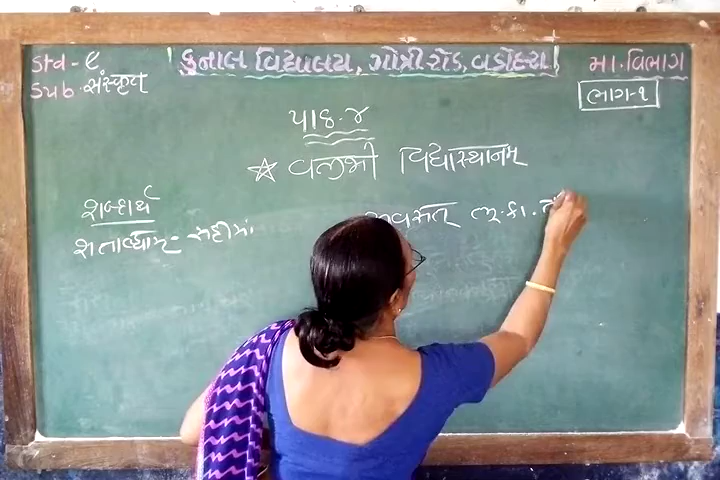 Std - ૯
Sub. સંસ્કૃત
કુનાલ વિદ્યાલય, ગોત્રી રોડ, વડોદરા
મા. વિભાગ
ભાગ-૧
પાઠ-૪
વલભી વિદ્યાસ્થાનમ્
શબ્દાર્થ
શતાબ્દ્યામ્ - સદીમાં
ભૂ.કા.